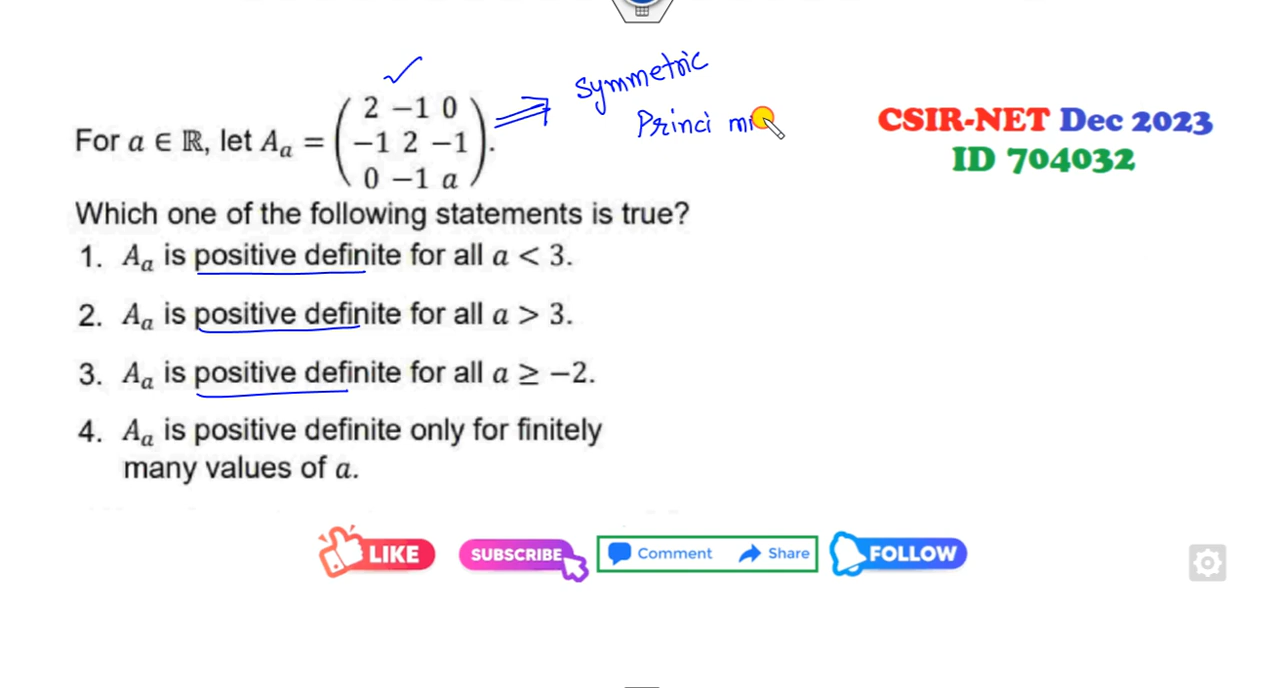 symmetric
Princi mi
CSIR-NET Dec 2023
ID 704032
For a ∈ ℝ, let Aₐ = ( 2 −1 0
−1 2 −1
0 −1 a ).
Which one of the following statements is true?
1. Aₐ is positive definite for all a < 3.
2. Aₐ is positive definite for all a > 3.
3. Aₐ is positive definite for all a ≥ −2.
4. Aₐ is positive definite only for finitely
many values of a.
LIKE
SUBSCRIBE
Comment
Share
FOLLOW